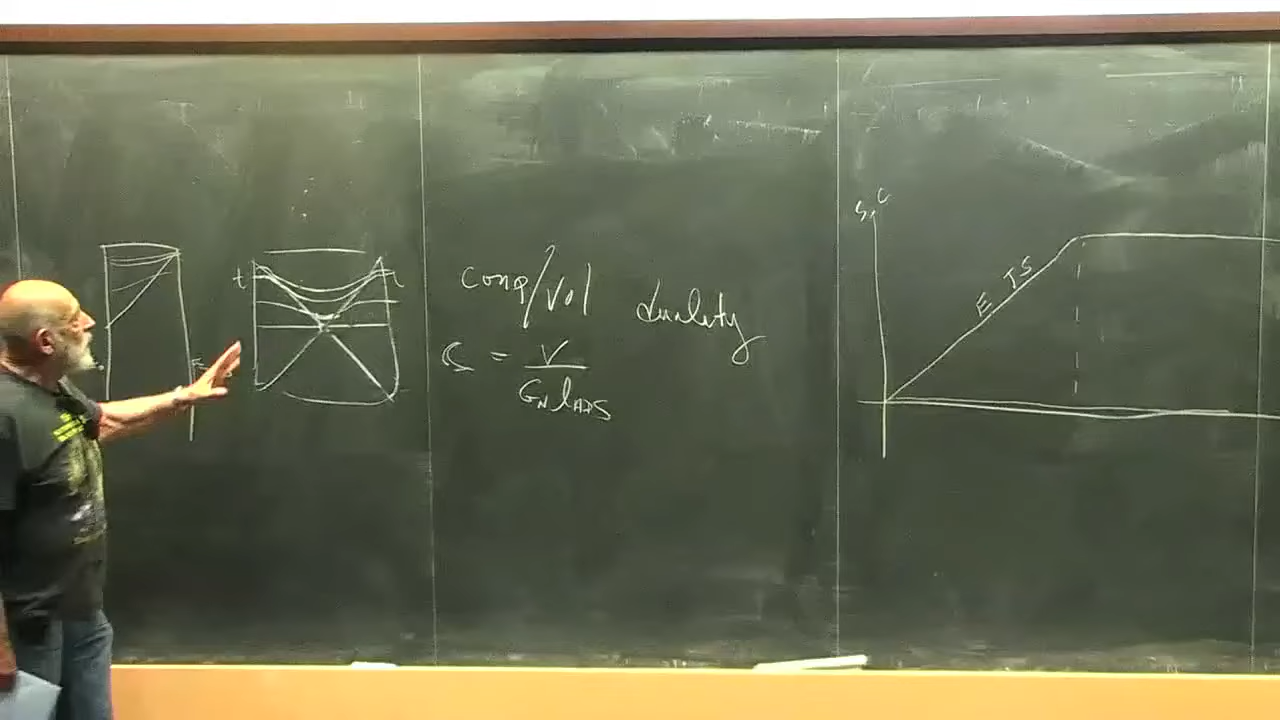 t
comp/vol duality
C = V
G_N l_AdS
S, C
E TS